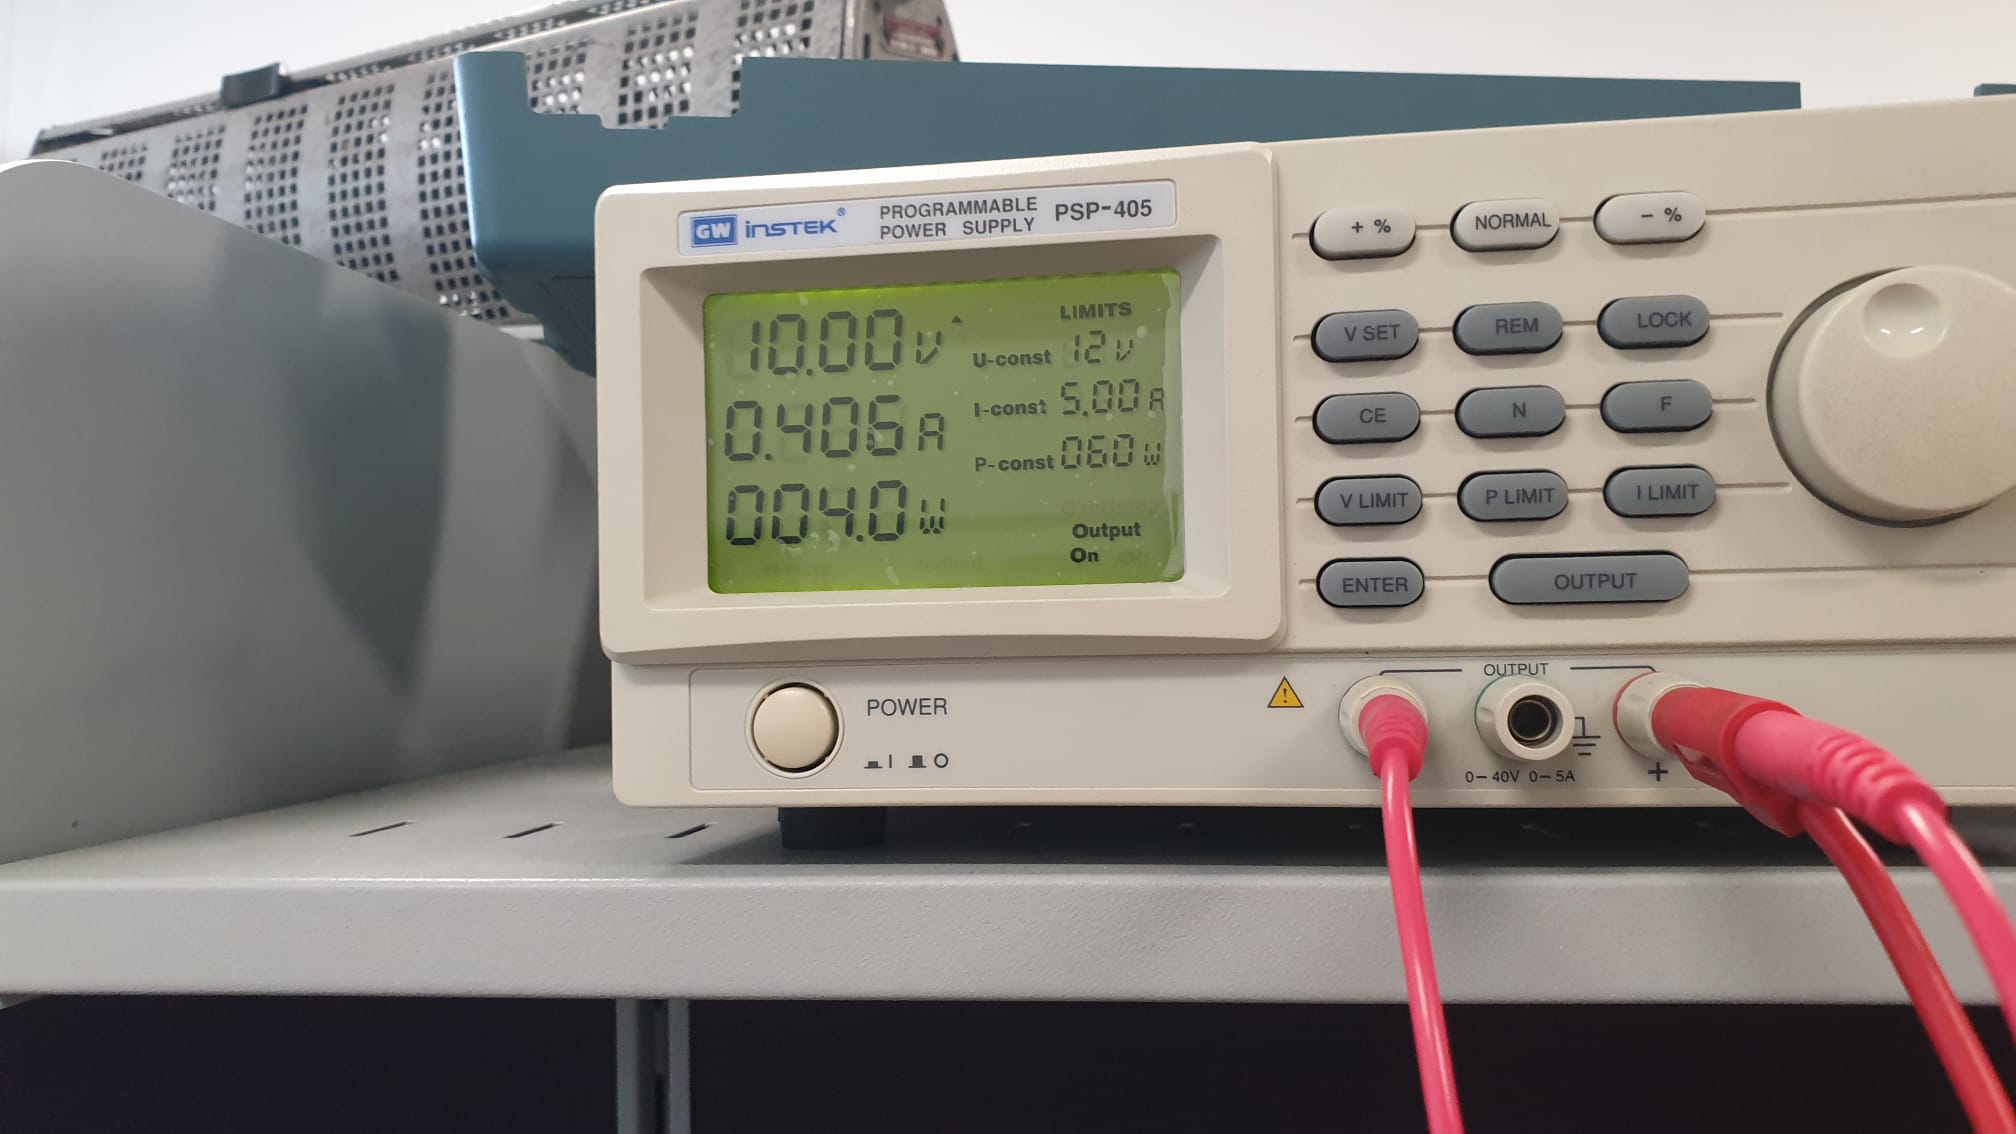 GW INSTEK®
PROGRAMMABLE
POWER SUPPLY
PSP-405
10.00 V
0.406 A
004.0 W
LIMITS
U-const 12 V
I-const 5.00 A
P-const 060 W
Output
On
+ %
NORMAL
- %
V SET
REM
LOCK
CE
N
F
V LIMIT
P LIMIT
I LIMIT
ENTER
OUTPUT
POWER
I O
OUTPUT
0-40V 0-5A
+